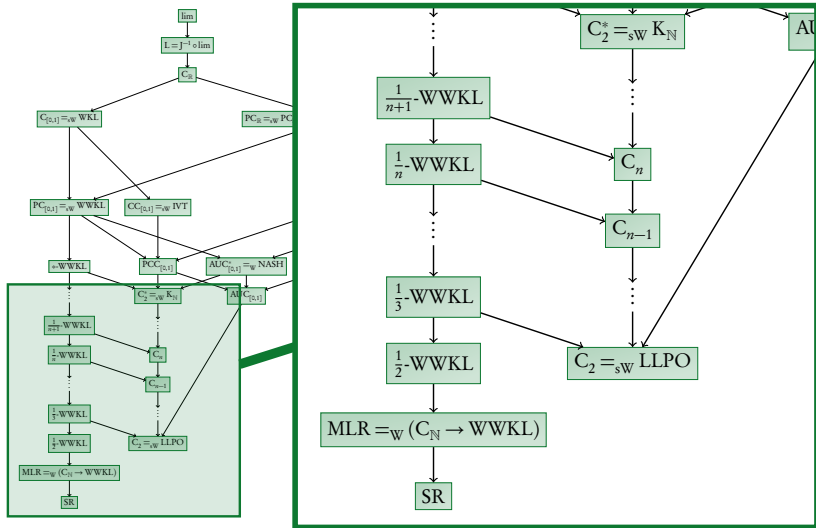 lim
L = J⁻¹ ∘ lim
C_ℝ
C_[0,1] =_sW WKL
PC_ℝ =_sW PC
PC_[0,1] =_sW WWKL
CC_[0,1] =_sW IVT
∗-WWKL
PCC_[0,1]
AUC*_[0,1] =_W NASH
C*_2 =_sW K_ℕ
AUC_[0,1]
⋮
1/(n+1)-WWKL
1/n-WWKL
C_n
C_{n−1}
⋮
⋮
1/3-WWKL
1/2-WWKL
C_2 =_sW LLPO
MLR =_W (C_ℕ → WWKL)
SR
C*_2 =_sW K_ℕ
AU
⋮
⋮
1/(n+1)-WWKL
1/n-WWKL
C_n
C_{n−1}
⋮
⋮
1/3-WWKL
1/2-WWKL
C_2 =_sW LLPO
MLR =_W (C_ℕ → WWKL)
SR